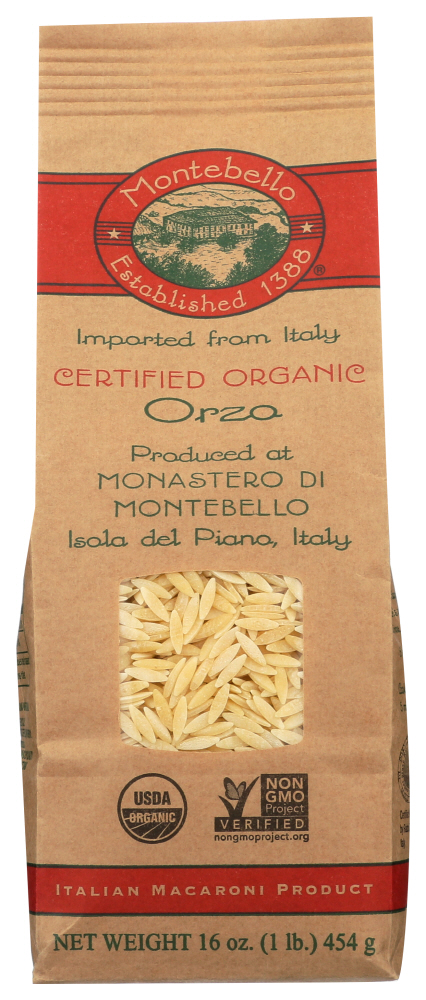 Montebello
Established 1388
®
Imported from Italy
CERTIFIED ORGANIC
Orzo
Produced at
MONASTERO DI
MONTEBELLO
Isola del Piano, Italy
USDA
ORGANIC
NON
GMO
Project
VERIFIED
nongmoproject.org
ITALIAN MACARONI PRODUCT
NET WEIGHT 16 oz. (1 lb.) 454 g